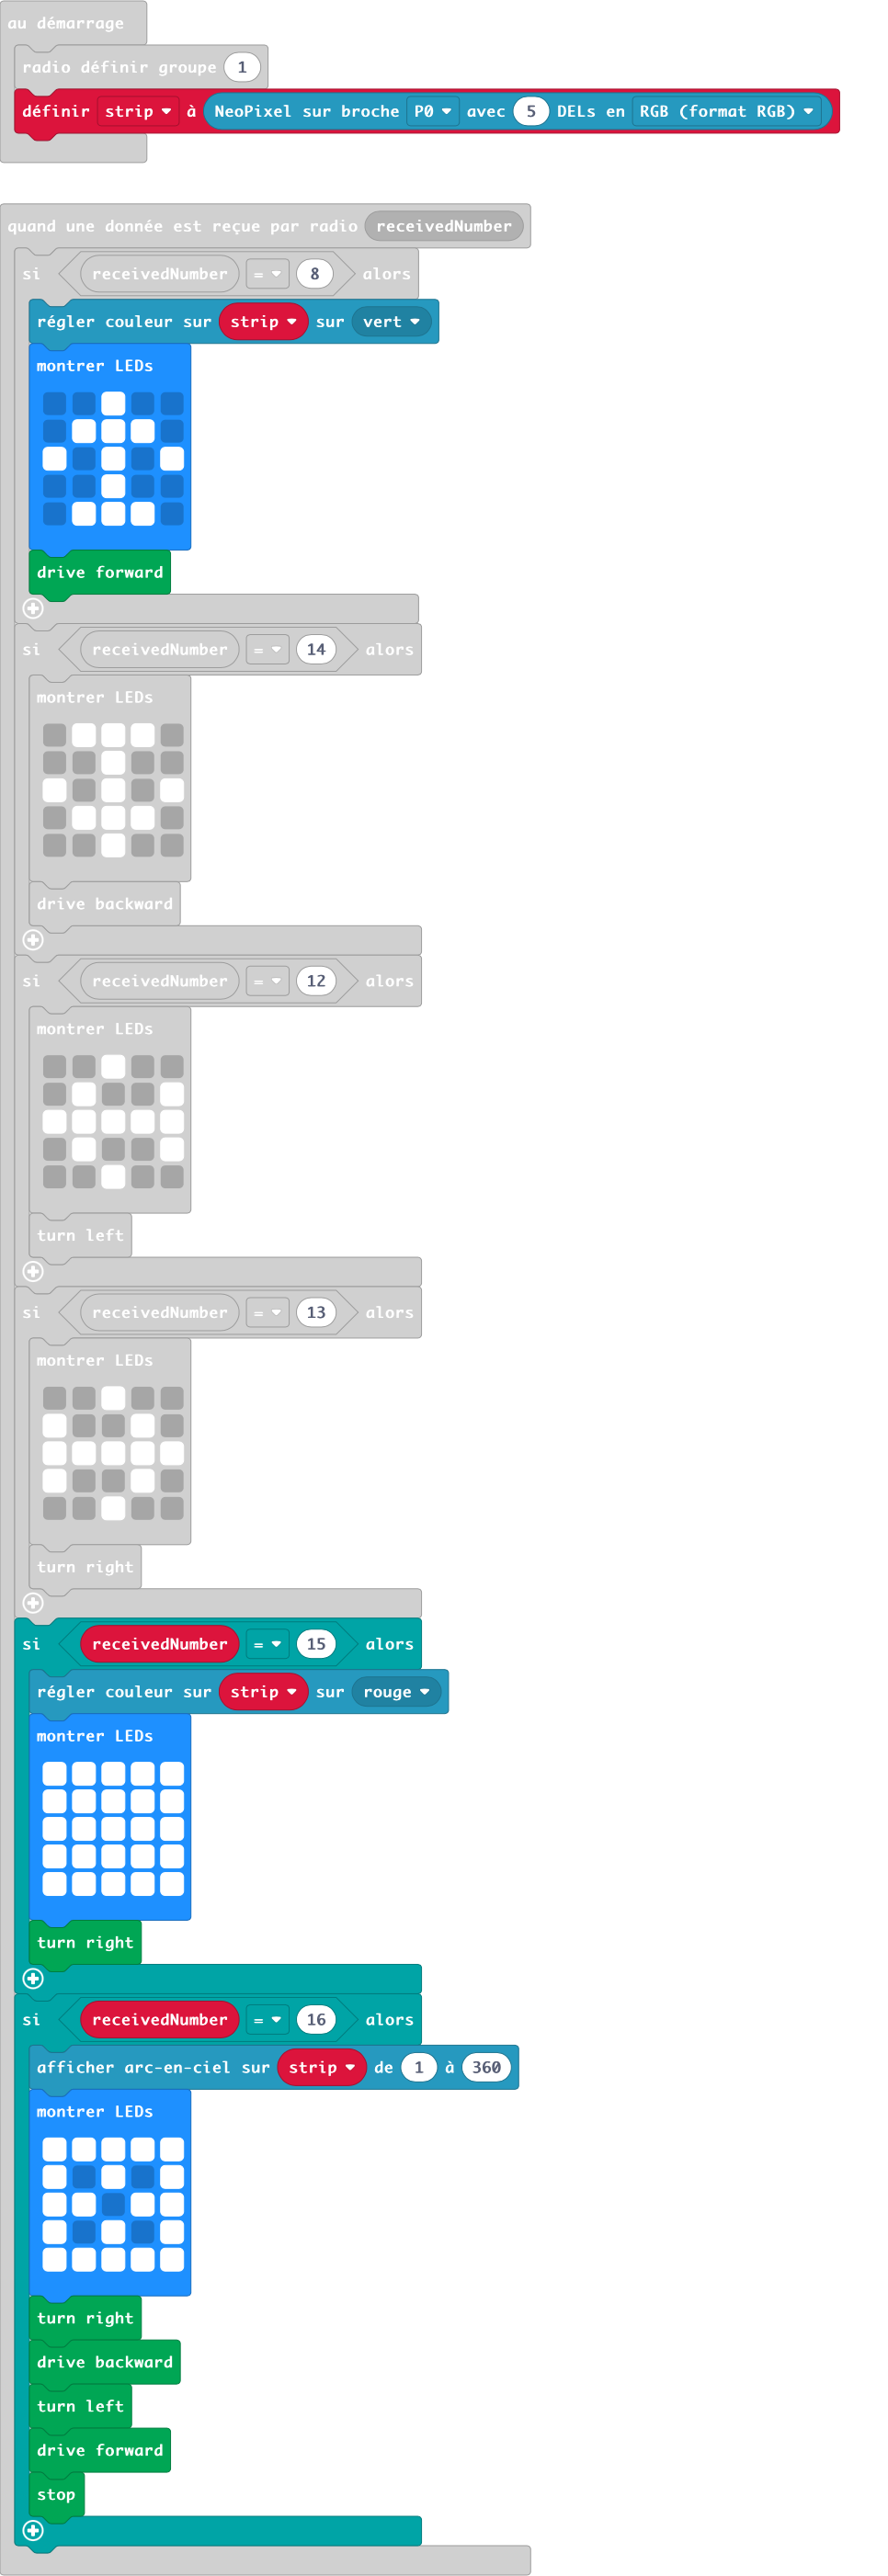 au démarrage
radio définir groupe 1
définir strip à NeoPixel sur broche P0 avec 5 DELs en RGB (format RGB)
quand une donnée est reçue par radio receivedNumber
si receivedNumber = 8 alors
régler couleur sur strip sur vert
montrer LEDs
drive forward
si receivedNumber = 14 alors
montrer LEDs
drive backward
si receivedNumber = 12 alors
montrer LEDs
turn left
si receivedNumber = 13 alors
montrer LEDs
turn right
si receivedNumber = 15 alors
régler couleur sur strip sur rouge
montrer LEDs
turn right
si receivedNumber = 16 alors
afficher arc-en-ciel sur strip de 1 à 360
montrer LEDs
turn right
drive backward
turn left
drive forward
stop